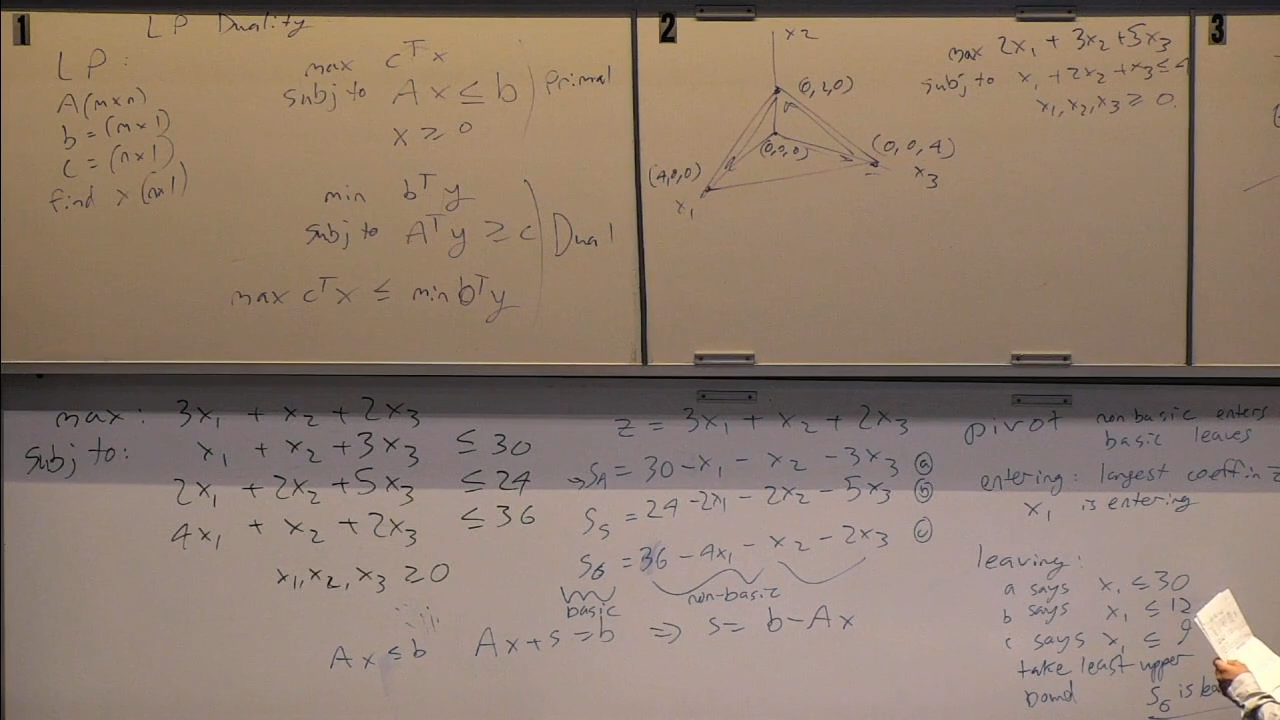 1
LP Duality
LP:
A (m x n)
b = (m x 1)
c = (n x 1)
find x (n x 1)
max cᵀx
subj to Ax ≤ b
x ≥ 0
Primal
min bᵀy
subj to Aᵀy ≥ c
Dual
max cᵀx ≤ min bᵀy
2
x2
(0,2,0)
(0,0,0)
(0,0,4)
x₃
(4,0,0)
x₁
max 2x₁ + 3x₂ + 5x₃
subj to x₁ + 2x₂ + x₃ ≤ 4
x₁, x₂, x₃ ≥ 0.
3
max: 3x₁ + x₂ + 2x₃
subj to: x₁ + x₂ + 3x₃ ≤ 30
2x₁ + 2x₂ + 5x₃ ≤ 24
4x₁ + x₂ + 2x₃ ≤ 36
x₁, x₂, x₃ ≥ 0
Ax ≤ b Ax + s = b ⇒ s = b - Ax
z = 3x₁ + x₂ + 2x₃
→ S₄ = 30 - x₁ - x₂ - 3x₃ ⓐ
S₅ = 24 - 2x₁ - 2x₂ - 5x₃ ⓑ
S₆ = 36 - 4x₁ - x₂ - 2x₃ ⓒ
basic non-basic
pivot non basic enters
basic leaves
entering: largest coeff in z
x₁ is entering
leaving:
a says x₁ ≤ 30
b says x₁ ≤ 12
c says x₁ ≤ 9
take least upper
bound S₆ is